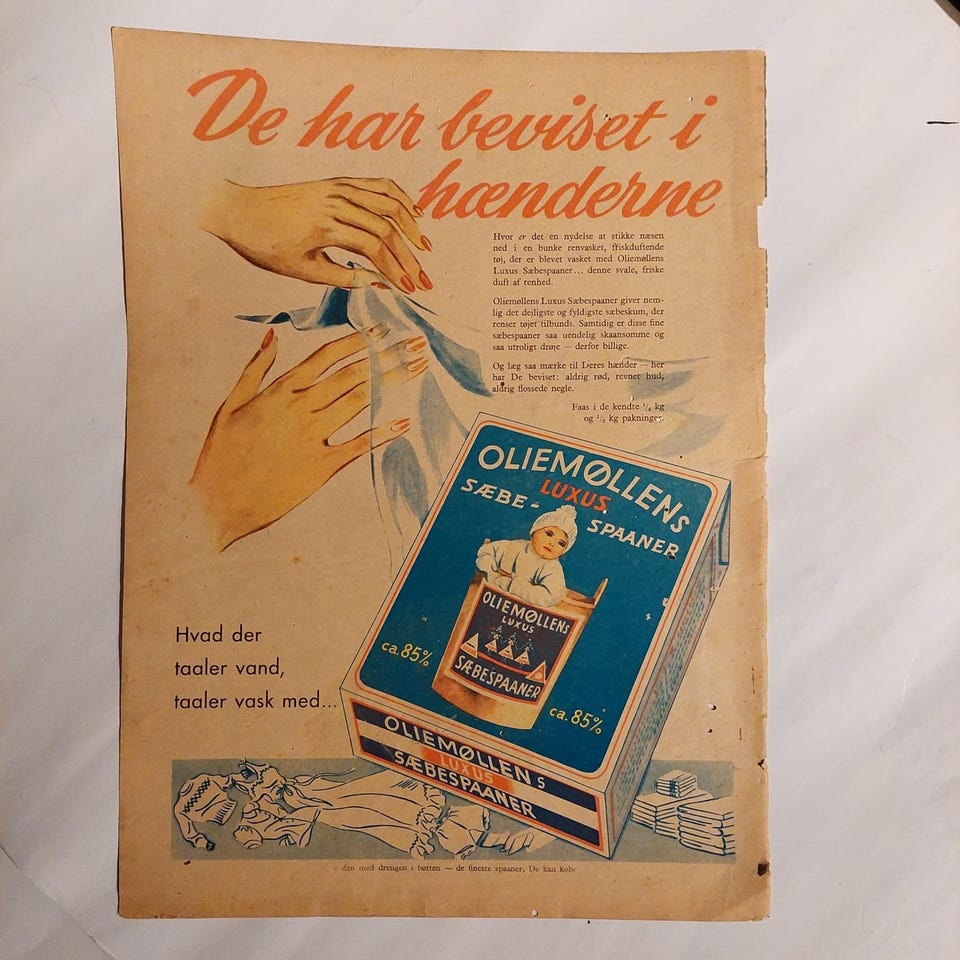 De har beviset i
hænderne
Hvor er det en nydelse at stikke næsen
ned i en bunke renvasket, friskduftende
tøj, der er blevet vasket med Oliemøllens
Luxus Sæbespaaner... denne svale, friske
duft af renhed.
Oliemøllens Luxus Sæbespaaner giver nem-
lig det dejligste og fyldigste sæbeskum, der
renser tøjet tilbunds. Samtidig er disse fine
sæbespaaner saa uendelig skaansomme og
saa utroligt drøje — derfor billige.
Og læg saa mærke til Deres hænder — her
har De beviset: aldrig rød, revnet hud,
aldrig flossede negle.
Faas i de kendte ¼ kg
og ½ kg pakninger.
OLIEMØLLENS
LUXUS
SÆBE-
SPAANER
OLIEMØLLENS
LUXUS
SÆBESPAANER
ca. 85%
ca. 85%
Hvad der
taaler vand,
taaler vask med...
OLIEMØLLENS
LUXUS
SÆBESPAANER
den med drengen i bøtten — de fineste spaaner, De kan købe